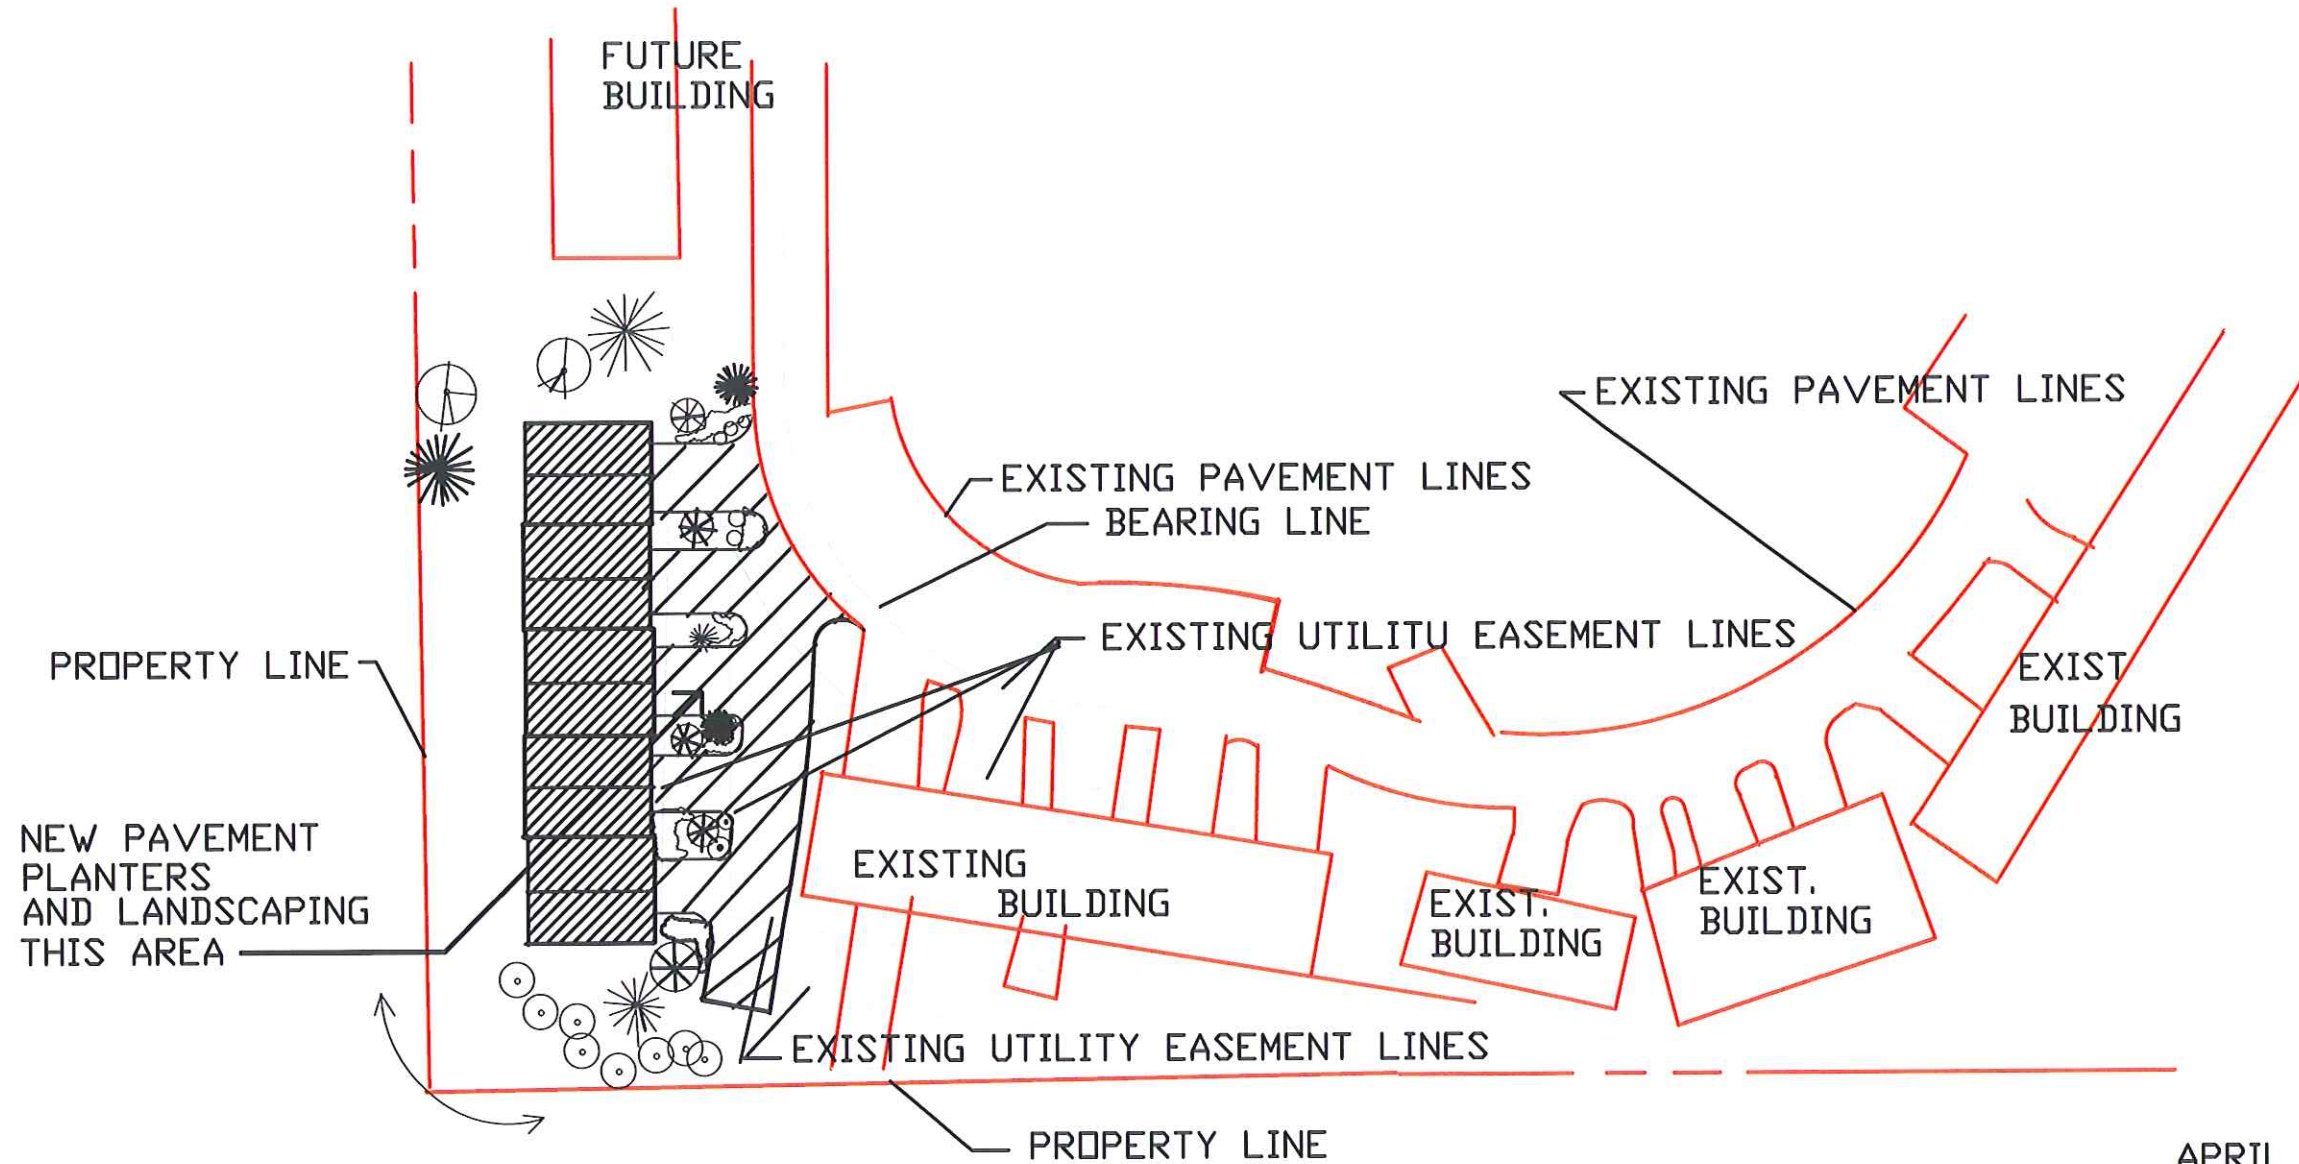 FUTURE
BUILDING
EXISTING PAVEMENT LINES
EXISTING PAVEMENT LINES
BEARING LINE
EXISTING UTILITU EASEMENT LINES
PROPERTY LINE
EXIST
BUILDING
NEW PAVEMENT
PLANTERS
AND LANDSCAPING
THIS AREA
EXISTING
BUILDING
EXIST.
BUILDING
EXIST.
BUILDING
EXISTING UTILITY EASEMENT LINES
PROPERTY LINE
APRIL